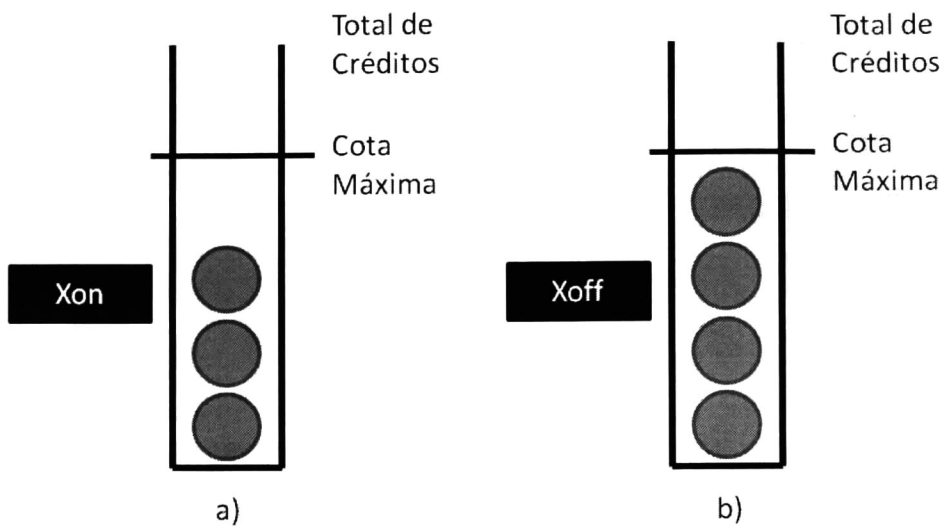 Total de
Créditos
Cota
Máxima
Xon
a)
Total de
Créditos
Cota
Máxima
Xoff
b)